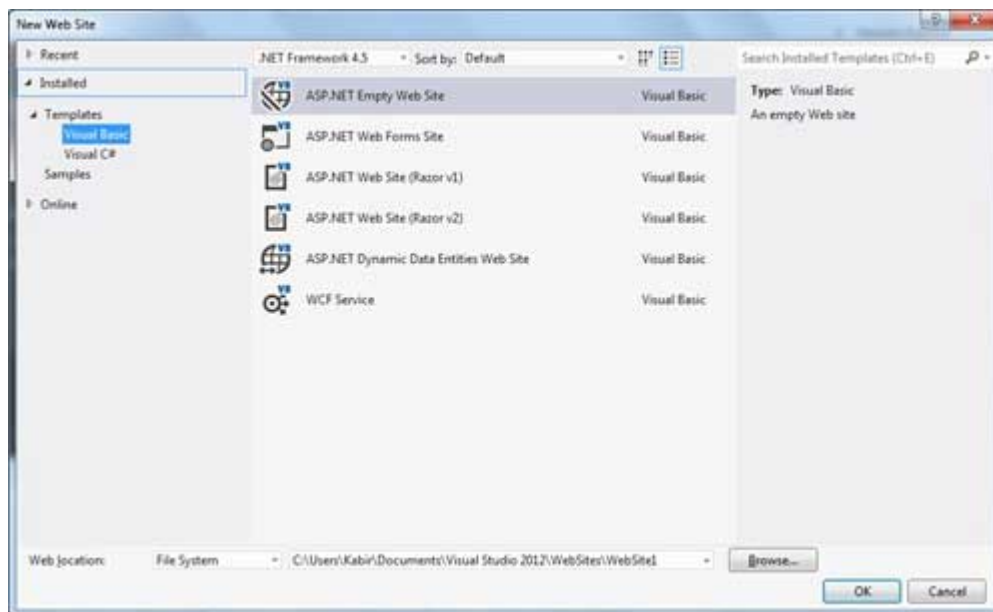 New Web Site
Recent
Installed
Templates
Visual Basic
Visual C#
Samples
Online
.NET Framework 4.5 Sort by: Default
Search Installed Templates (Ctrl+E)
ASP.NET Empty Web Site Visual Basic
ASP.NET Web Forms Site Visual Basic
ASP.NET Web Site (Razor v1) Visual Basic
ASP.NET Web Site (Razor v2) Visual Basic
ASP.NET Dynamic Data Entities Web Site Visual Basic
WCF Service Visual Basic
Type: Visual Basic
An empty Web site
Web location: File System C:\Users\Kabir\Documents\Visual Studio 2012\WebSites\WebSite1 Browse...
OK Cancel